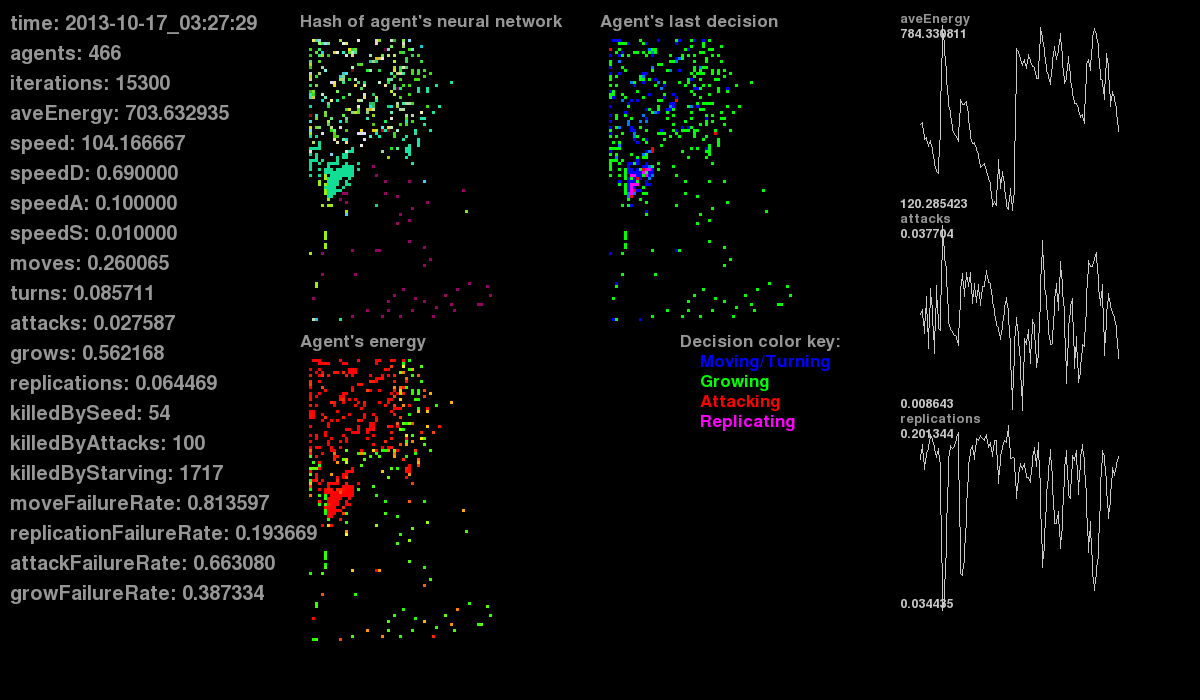 time: 2013-10-17_03:27:29
agents: 466
iterations: 15300
aveEnergy: 703.632935
speed: 104.166667
speedD: 0.690000
speedA: 0.100000
speedS: 0.010000
moves: 0.260065
turns: 0.085711
attacks: 0.027587
grows: 0.562168
replications: 0.064469
killedBySeed: 54
killedByAttacks: 100
killedByStarving: 1717
moveFailureRate: 0.813597
replicationFailureRate: 0.193669
attackFailureRate: 0.663080
growFailureRate: 0.387334
Hash of agent's neural network
Agent's last decision
Agent's energy
Decision color key:
Moving/Turning
Growing
Attacking
Replicating
aveEnergy
784.330811
120.285423
attacks
0.037704
0.008643
replications
0.201344
0.034435